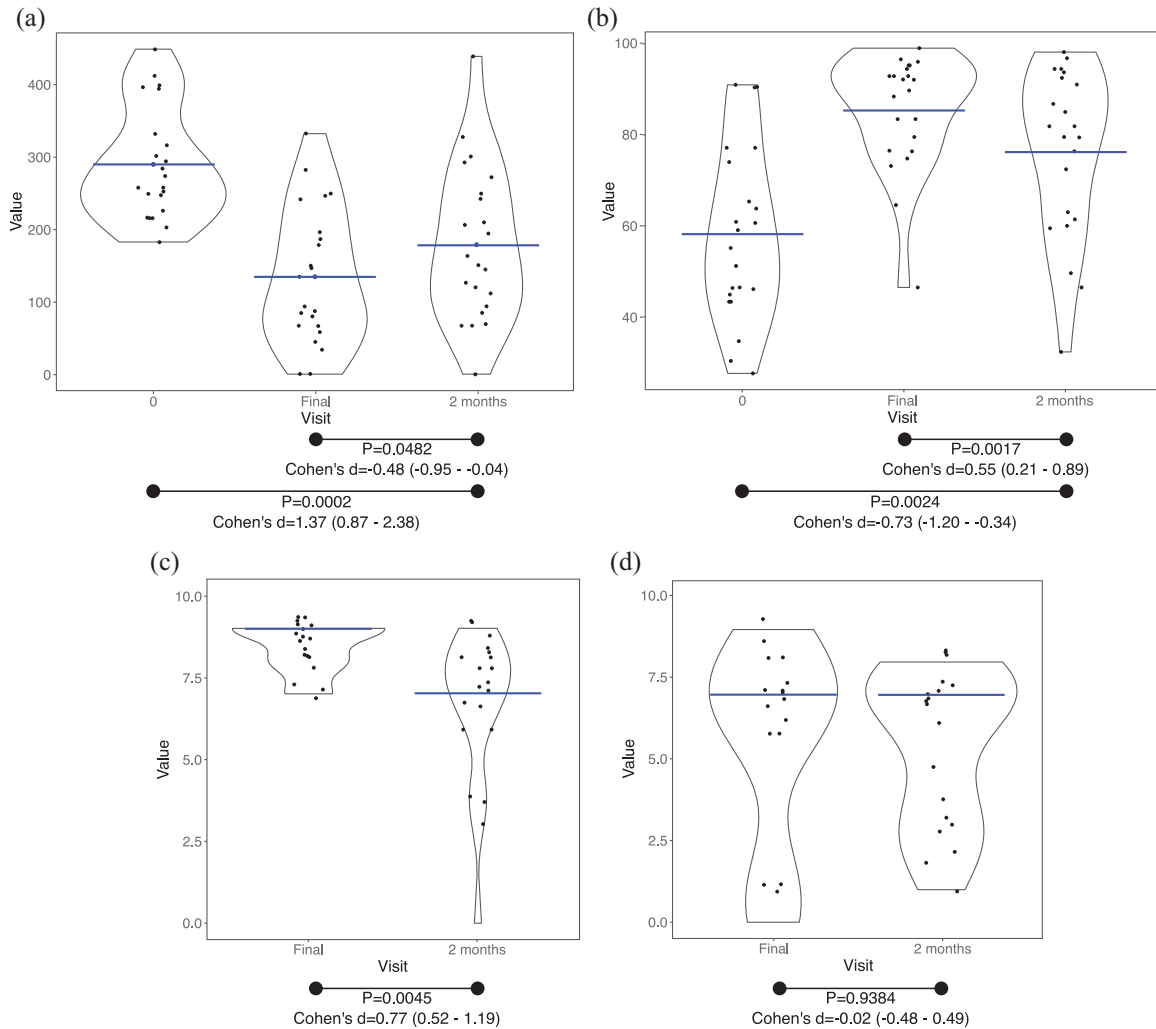 (a)
Value
400
300
200
100
0
0
Final
2 months
Visit
P=0.0482
Cohen's d=-0.48 (-0.95 - -0.04)
P=0.0002
Cohen's d=1.37 (0.87 - 2.38)
(b)
Value
100
80
60
40
0
Final
2 months
Visit
P=0.0017
Cohen's d=0.55 (0.21 - 0.89)
P=0.0024
Cohen's d=-0.73 (-1.20 - -0.34)
(c)
Value
10.0
7.5
5.0
2.5
0.0
Final
2 months
Visit
P=0.0045
Cohen's d=0.77 (0.52 - 1.19)
(d)
Value
10.0
7.5
5.0
2.5
0.0
Final
2 months
Visit
P=0.9384
Cohen's d=-0.02 (-0.48 - 0.49)